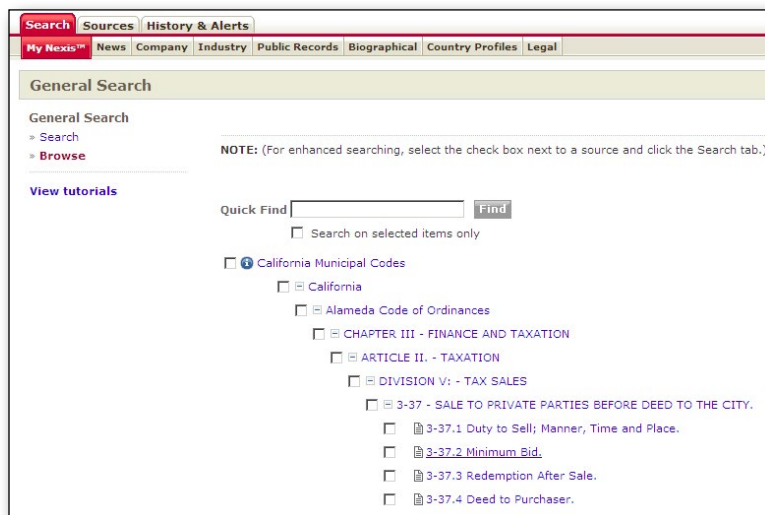 Search Sources History & Alerts
My Nexis™ News Company Industry Public Records Biographical Country Profiles Legal
General Search
General Search
» Search
» Browse
View tutorials
NOTE: (For enhanced searching, select the check box next to a source and click the Search tab.)
Quick Find Find
Search on selected items only
California Municipal Codes
California
Alameda Code of Ordinances
CHAPTER III - FINANCE AND TAXATION
ARTICLE II. - TAXATION
DIVISION V: - TAX SALES
3-37 - SALE TO PRIVATE PARTIES BEFORE DEED TO THE CITY.
3-37.1 Duty to Sell; Manner, Time and Place.
3-37.2 Minimum Bid.
3-37.3 Redemption After Sale.
3-37.4 Deed to Purchaser.